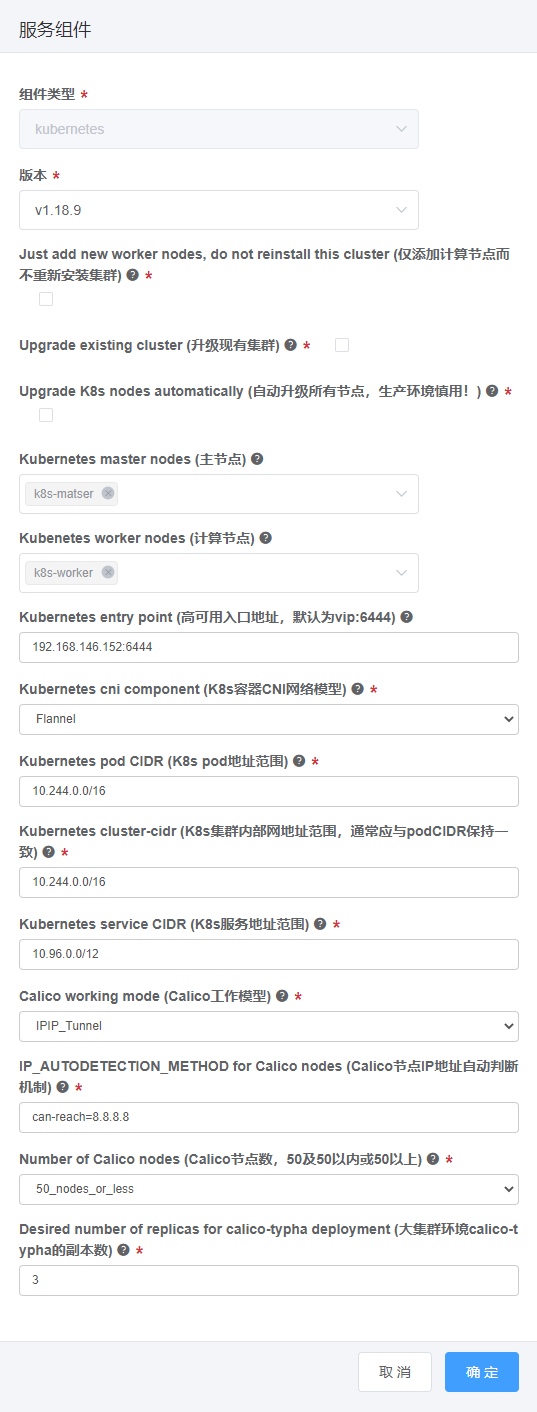 服务组件
组件类型 *
kubernetes
版本 *
v1.18.9
Just add new worker nodes, do not reinstall this cluster (仅添加计算节点而
不重新安装集群) ? *
Upgrade existing cluster (升级现有集群) ? *
Upgrade K8s nodes automatically (自动升级所有节点，生产环境慎用！) ? *
Kubernetes master nodes (主节点) ?
k8s-matser
Kubenetes worker nodes (计算节点) ?
k8s-worker
Kubernetes entry point (高可用入口地址，默认为vip:6444) ?
192.168.146.152:6444
Kubernetes cni component (K8s容器CNI网络模型) ? *
Flannel
Kubernetes pod CIDR (K8s pod地址范围) ? *
10.244.0.0/16
Kubernetes cluster-cidr (K8s集群内部网地址范围，通常应与podCIDR保持一
致) ? *
10.244.0.0/16
Kubernetes service CIDR (K8s服务地址范围) ? *
10.96.0.0/12
Calico working mode (Calico工作模型) ? *
IPIP_Tunnel
IP_AUTODETECTION_METHOD for Calico nodes (Calico节点IP地址自动判断
机制) ? *
can-reach=8.8.8.8
Number of Calico nodes (Calico节点数，50及50以内或50以上) ? *
50_nodes_or_less
Desired number of replicas for calico-typha deployment (大集群环境calico-t
ypha的副本数) ? *
3
取 消
确 定